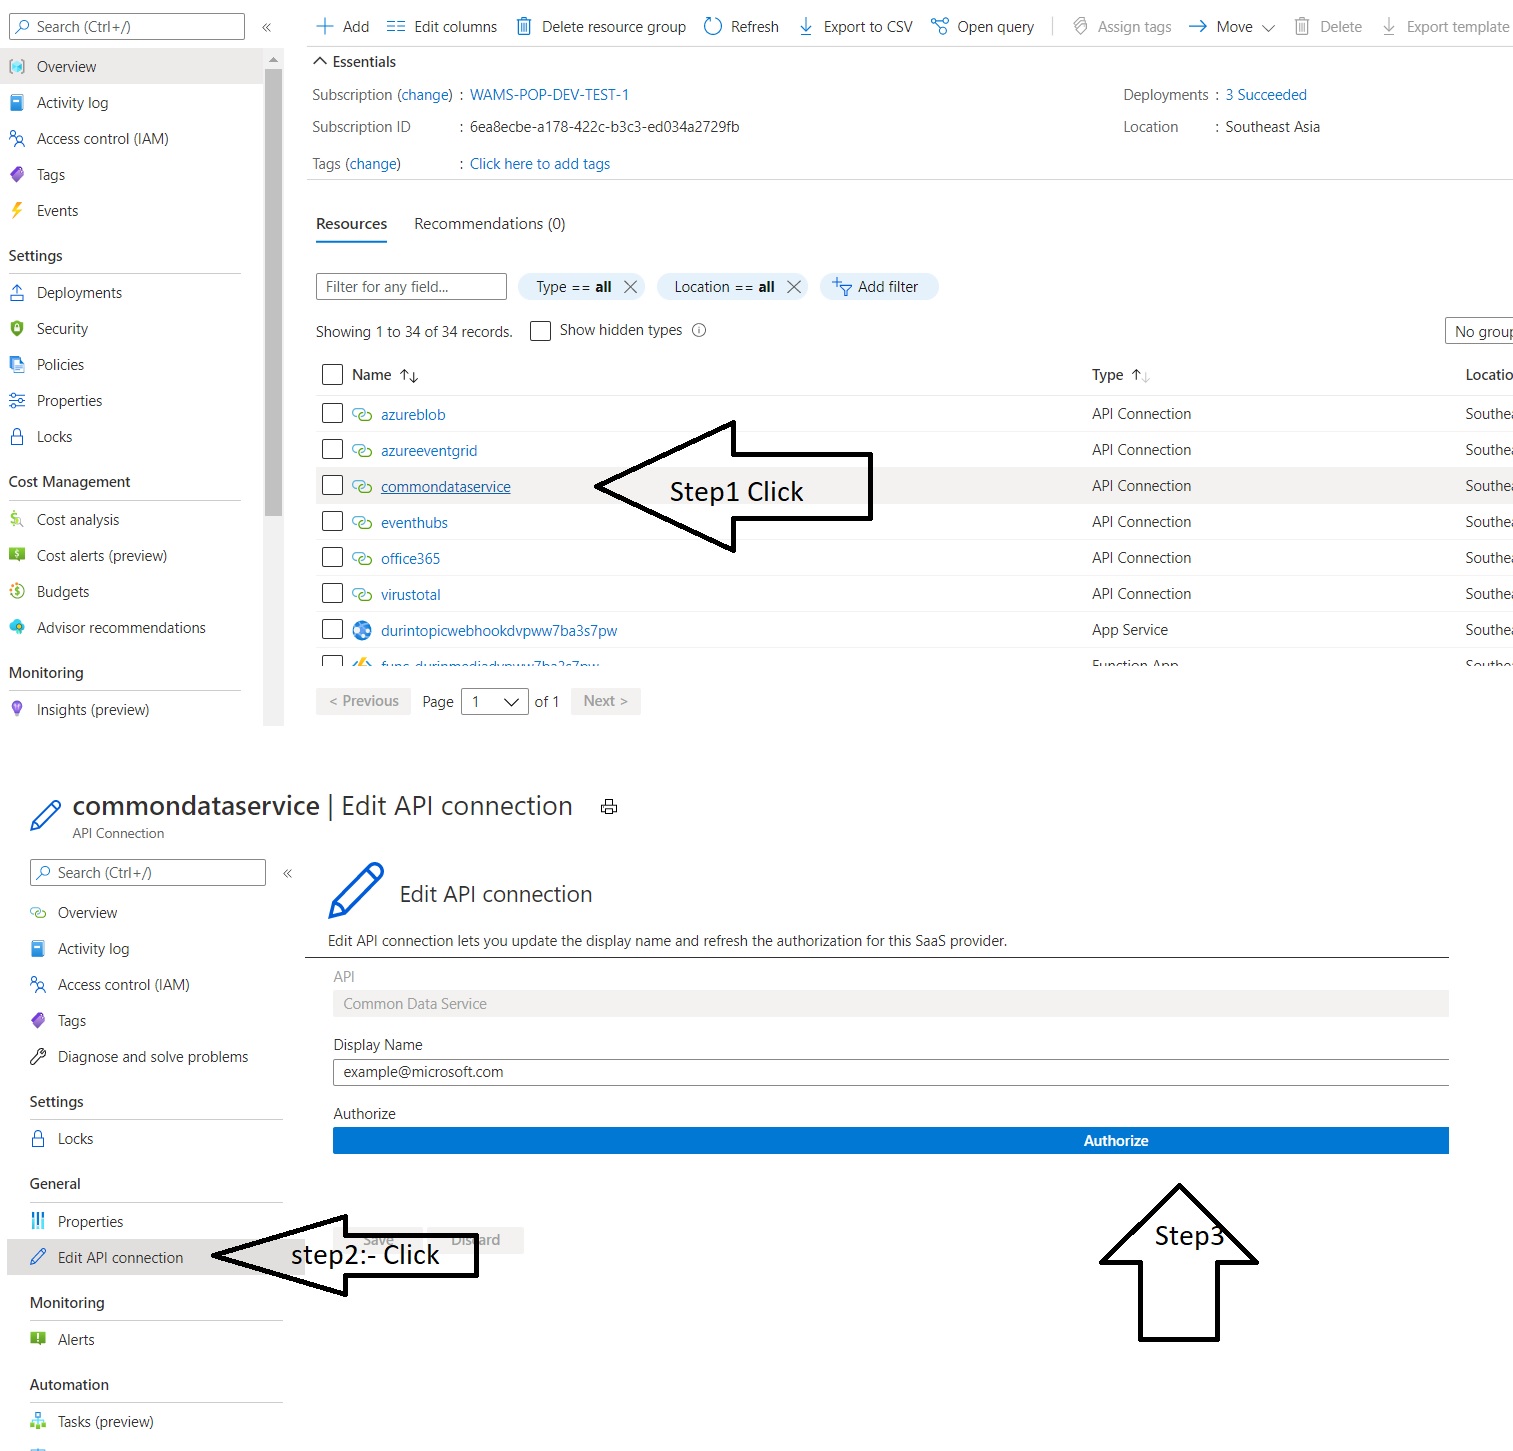 Search (Ctrl+/)
«
Add
Edit columns
Delete resource group
Refresh
Export to CSV
Open query
Assign tags
Move
Delete
Export template
Overview
Activity log
Access control (IAM)
Tags
Events
Settings
Deployments
Security
Policies
Properties
Locks
Cost Management
Cost analysis
Cost alerts (preview)
Budgets
Advisor recommendations
Monitoring
Insights (preview)
Essentials
Subscription (change) : WAMS-POP-DEV-TEST-1
Deployments : 3 Succeeded
Subscription ID : 6ea8ecbe-a178-422c-b3c3-ed034a2729fb
Location : Southeast Asia
Tags (change) : Click here to add tags
Resources
Recommendations (0)
Filter for any field...
Type == all
Location == all
Add filter
Showing 1 to 34 of 34 records.
Show hidden types
No group
Name Type Locatio
azureblob API Connection Southea
azureeventgrid API Connection Southea
commondataservice API Connection Southea
Step1 Click
eventhubs API Connection Southea
office365 API Connection Southea
virustotal API Connection Southea
durintopicwebhookdvpww7ba3s7pw App Service Southea
func-durinmediadvpww7ba3s7pw Function App Southea
< Previous Page 1 of 1 Next >
commondataservice | Edit API connection
API Connection
Search (Ctrl+/)
«
Overview
Activity log
Access control (IAM)
Tags
Diagnose and solve problems
Settings
Locks
General
Properties
Edit API connection
Monitoring
Alerts
Automation
Tasks (preview)
Edit API connection
Edit API connection lets you update the display name and refresh the authorization for this SaaS provider.
API
Common Data Service
Display Name
example@microsoft.com
Authorize
Authorize
Save
Discard
step2:- Click
Step3